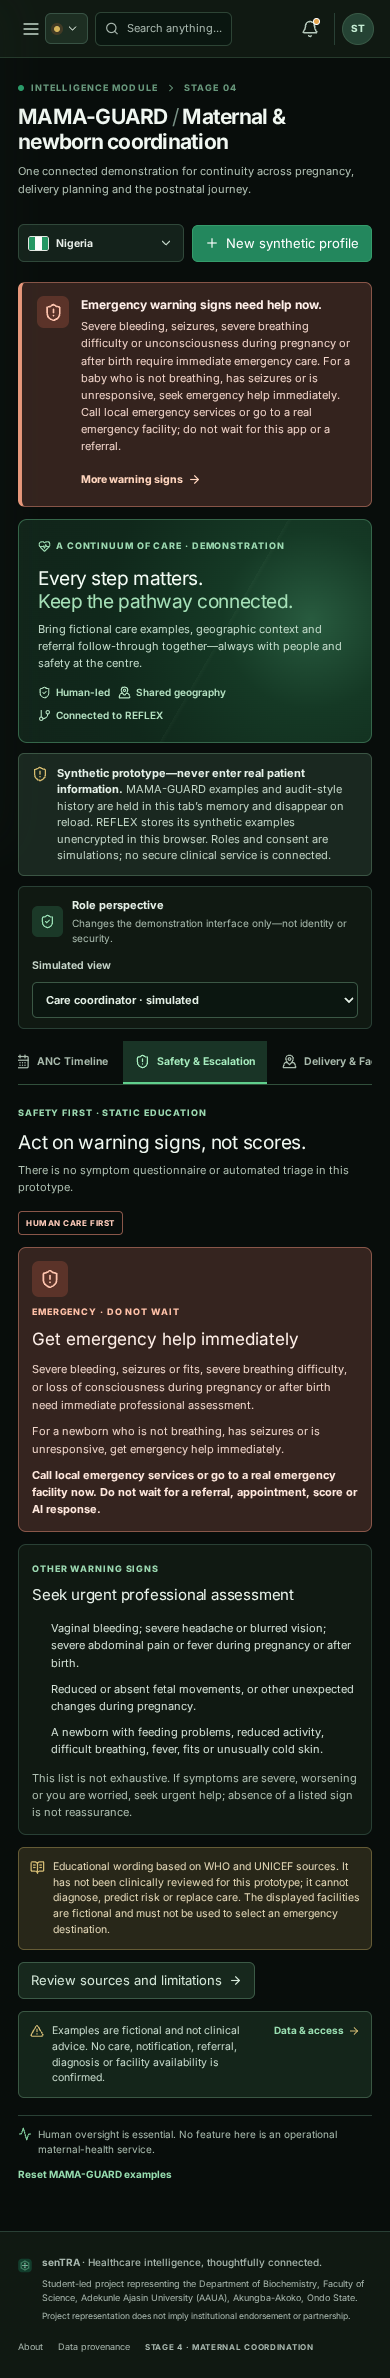 Search anything...
ST
INTELLIGENCE MODULE > STAGE 04
MAMA-GUARD / Maternal &
newborn coordination
One connected demonstration for continuity across pregnancy,
delivery planning and the postnatal journey.
Nigeria
+ New synthetic profile
Emergency warning signs need help now.
Severe bleeding, seizures, severe breathing
difficulty or unconsciousness during pregnancy or
after birth require immediate emergency care. For a
baby who is not breathing, has seizures or is
unresponsive, seek emergency help immediately.
Call local emergency services or go to a real
emergency facility; do not wait for this app or a
referral.
More warning signs →
A CONTINUUM OF CARE · DEMONSTRATION
Every step matters.
Keep the pathway connected.
Bring fictional care examples, geographic context and
referral follow-through together—always with people and
safety at the centre.
Human-led Shared geography
Connected to REFLEX
Synthetic prototype—never enter real patient
information. MAMA-GUARD examples and audit-style
history are held in this tab's memory and disappear on
reload. REFLEX stores its synthetic examples
unencrypted in this browser. Roles and consent are
simulations; no secure clinical service is connected.
Role perspective
Changes the demonstration interface only—not identity or
security.
Simulated view
Care coordinator · simulated
ANC Timeline Safety & Escalation Delivery & Fac
SAFETY FIRST · STATIC EDUCATION
Act on warning signs, not scores.
There is no symptom questionnaire or automated triage in this
prototype.
HUMAN CARE FIRST
EMERGENCY · DO NOT WAIT
Get emergency help immediately
Severe bleeding, seizures or fits, severe breathing difficulty,
or loss of consciousness during pregnancy or after birth
need immediate professional assessment.
For a newborn who is not breathing, has seizures or is
unresponsive, get emergency help immediately.
Call local emergency services or go to a real emergency
facility now. Do not wait for a referral, appointment, score or
AI response.
OTHER WARNING SIGNS
Seek urgent professional assessment
Vaginal bleeding; severe headache or blurred vision;
severe abdominal pain or fever during pregnancy or after
birth.
Reduced or absent fetal movements, or other unexpected
changes during pregnancy.
A newborn with feeding problems, reduced activity,
difficult breathing, fever, fits or unusually cold skin.
This list is not exhaustive. If symptoms are severe, worsening
or you are worried, seek urgent help; absence of a listed sign
is not reassurance.
Educational wording based on WHO and UNICEF sources. It
has not been clinically reviewed for this prototype; it cannot
diagnose, predict risk or replace care. The displayed facilities
are fictional and must not be used to select an emergency
destination.
Review sources and limitations →
Examples are fictional and not clinical
advice. No care, notification, referral,
diagnosis or facility availability is
confirmed.
Data & access →
Human oversight is essential. No feature here is an operational
maternal-health service.
Reset MAMA-GUARD examples
senTRA · Healthcare intelligence, thoughtfully connected.
Student-led project representing the Department of Biochemistry, Faculty of
Science, Adekunle Ajasin University (AAUA), Akungba-Akoko, Ondo State.
Project representation does not imply institutional endorsement or partnership.
About Data provenance STAGE 4 · MATERNAL COORDINATION